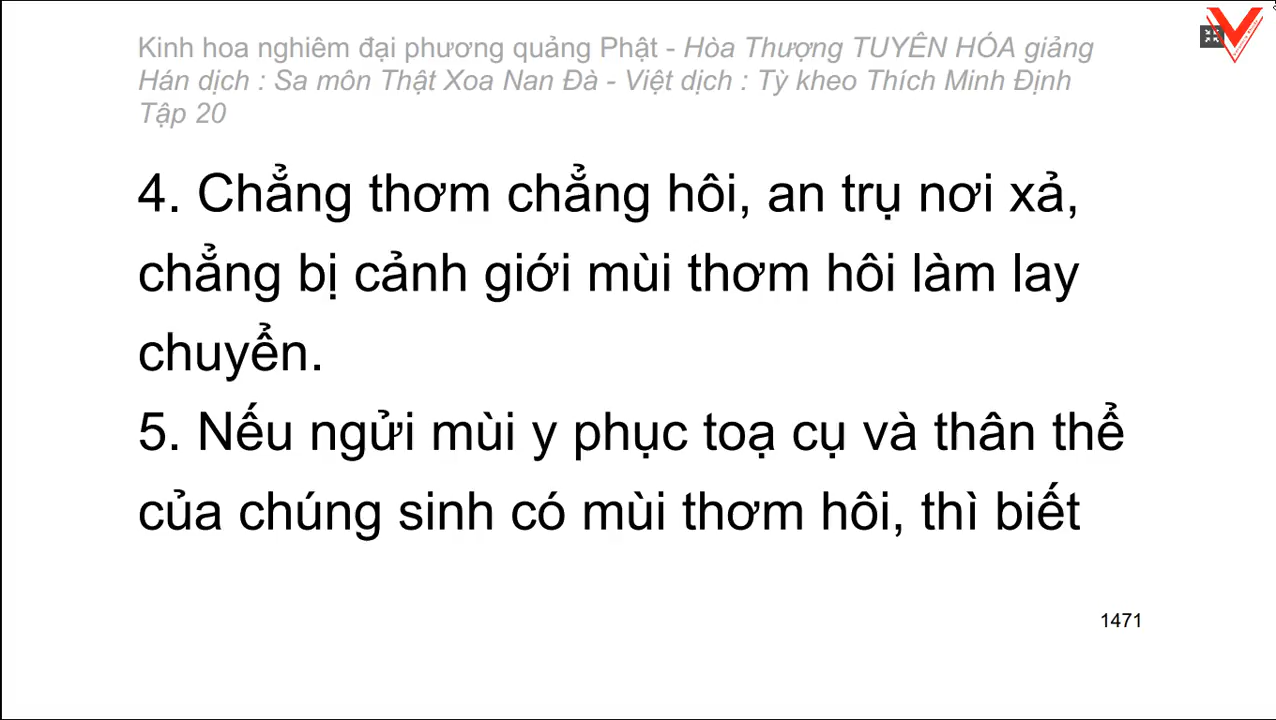 Kinh hoa nghiêm đại phương quảng Phật - Hòa Thượng TUYÊN HÓA giảng
Hán dịch : Sa môn Thật Xoa Nan Đà - Việt dịch : Tỳ kheo Thích Minh Định
Tập 20
4. Chẳng thơm chẳng hôi, an trụ nơi xả,
chẳng bị cảnh giới mùi thơm hôi làm lay
chuyển.
5. Nếu ngửi mùi y phục toạ cụ và thân thể
của chúng sinh có mùi thơm hôi, thì biết
1471